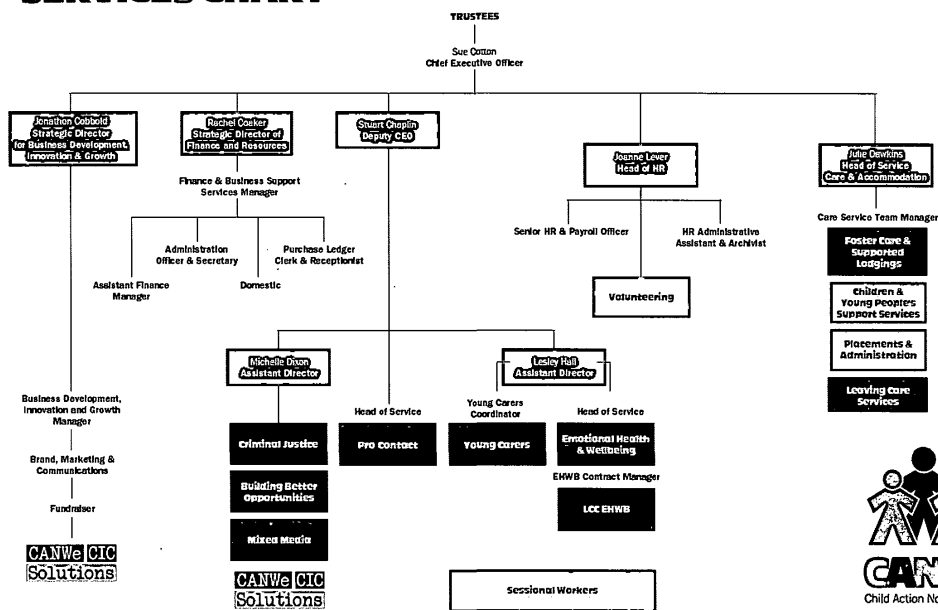 SERVICES CHART
TRUSTEES
Sue Cotton
Chief Executive Officer
Jonathon Cobbold
Strategic Director
for Business Development,
Innovation & Growth
Rachel Coaker
Strategic Director of
Finance and Resources
Stuart Chaplin
Deputy CEO
Joanne Lever
Head of HR
Julie Dawkins
Head of Service
Care & Accommodation
Finance & Business Support
Services Manager
Administration
Officer & Secretary
Purchase Ledger
Clerk & Receptionist
Assistant Finance
Manager
Domestic
Senior HR & Payroll Officer
HR Administrative
Assistant & Archivist
Volunteering
Care Service Team Manager
Foster Care &
Supported
Lodgings
Children &
Young People's
Support Services
Placements &
Administration
Leaving Care
Services
Michelle Dixon
Assistant Director
Lesley Hall
Assistant Director
Business Development,
Innovation and Growth
Manager
Brand, Marketing &
Communications
Fundraiser
CANWe CIC
Solutions
Criminal Justice
Building Better
Opportunities
Mixed Media
CANWe CIC
Solutions
Head of Service
Pro Contact
Young Carers
Coordinator
Young Carers
Head of Service
Emotional Health
& Wellbeing
EHWB Contract Manager
LCC EHWB
Sessional Workers
CAN
Child Action No